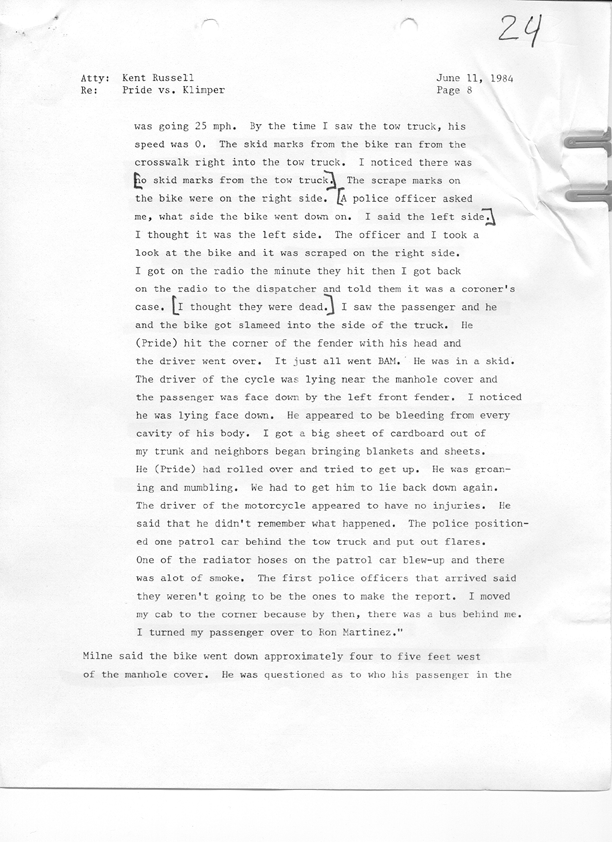 24
Atty: Kent Russell June 11, 1984
Re: Pride vs. Klimper Page 8
was going 25 mph. By the time I saw the tow truck, his
speed was 0. The skid marks from the bike ran from the
crosswalk right into the tow truck. I noticed there was
[no skid marks from the tow truck.] The scrape marks on
the bike were on the right side. [A police officer asked
me, what side the bike went down on. I said the left side.]
I thought it was the left side. The officer and I took a
look at the bike and it was scraped on the right side.
I got on the radio the minute they hit then I got back
on the radio to the dispatcher and told them it was a coroner's
case. [I thought they were dead.] I saw the passenger and he
and the bike got slameed into the side of the truck. He
(Pride) hit the corner of the fender with his head and
the driver went over. It just all went BAM. He was in a skid.
The driver of the cycle was lying near the manhole cover and
the passenger was face down by the left front fender. I noticed
he was lying face down. He appeared to be bleeding from every
cavity of his body. I got a big sheet of cardboard out of
my trunk and neighbors began bringing blankets and sheets.
He (Pride) had rolled over and tried to get up. He was groan-
ing and mumbling. We had to get him to lie back down again.
The driver of the motorcycle appeared to have no injuries. He
said that he didn't remember what happened. The police position-
ed one patrol car behind the tow truck and put out flares.
One of the radiator hoses on the patrol car blew-up and there
was alot of smoke. The first police officers that arrived said
they weren't going to be the ones to make the report. I moved
my cab to the corner because by then, there was a bus behind me.
I turned my passenger over to Ron Martinez."
Milne said the bike went down approximately four to five feet west
of the manhole cover. He was questioned as to who his passenger in the